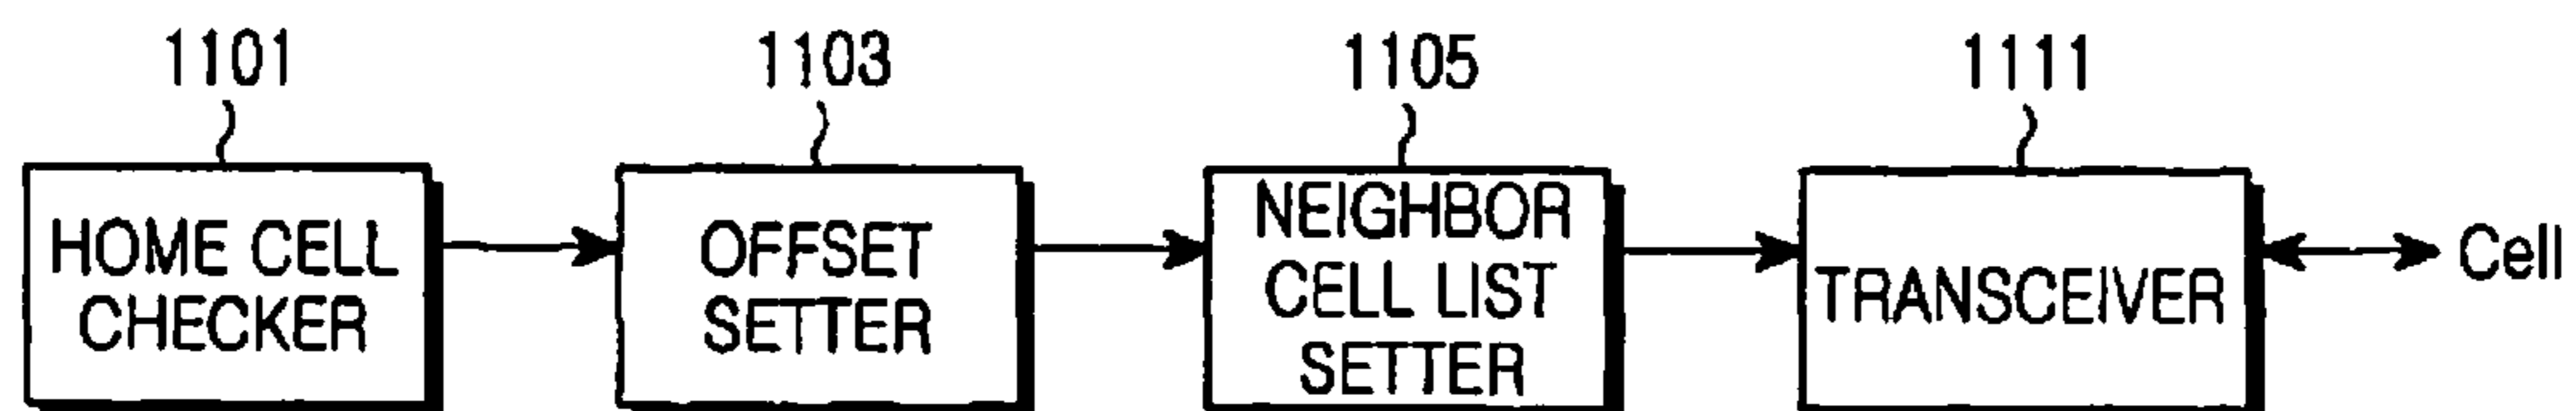 1101
1103
1105
1111
HOME CELL
CHECKER
OFFSET
SETTER
NEIGHBOR
CELL LIST
SETTER
TRANSCEIVER
Cell